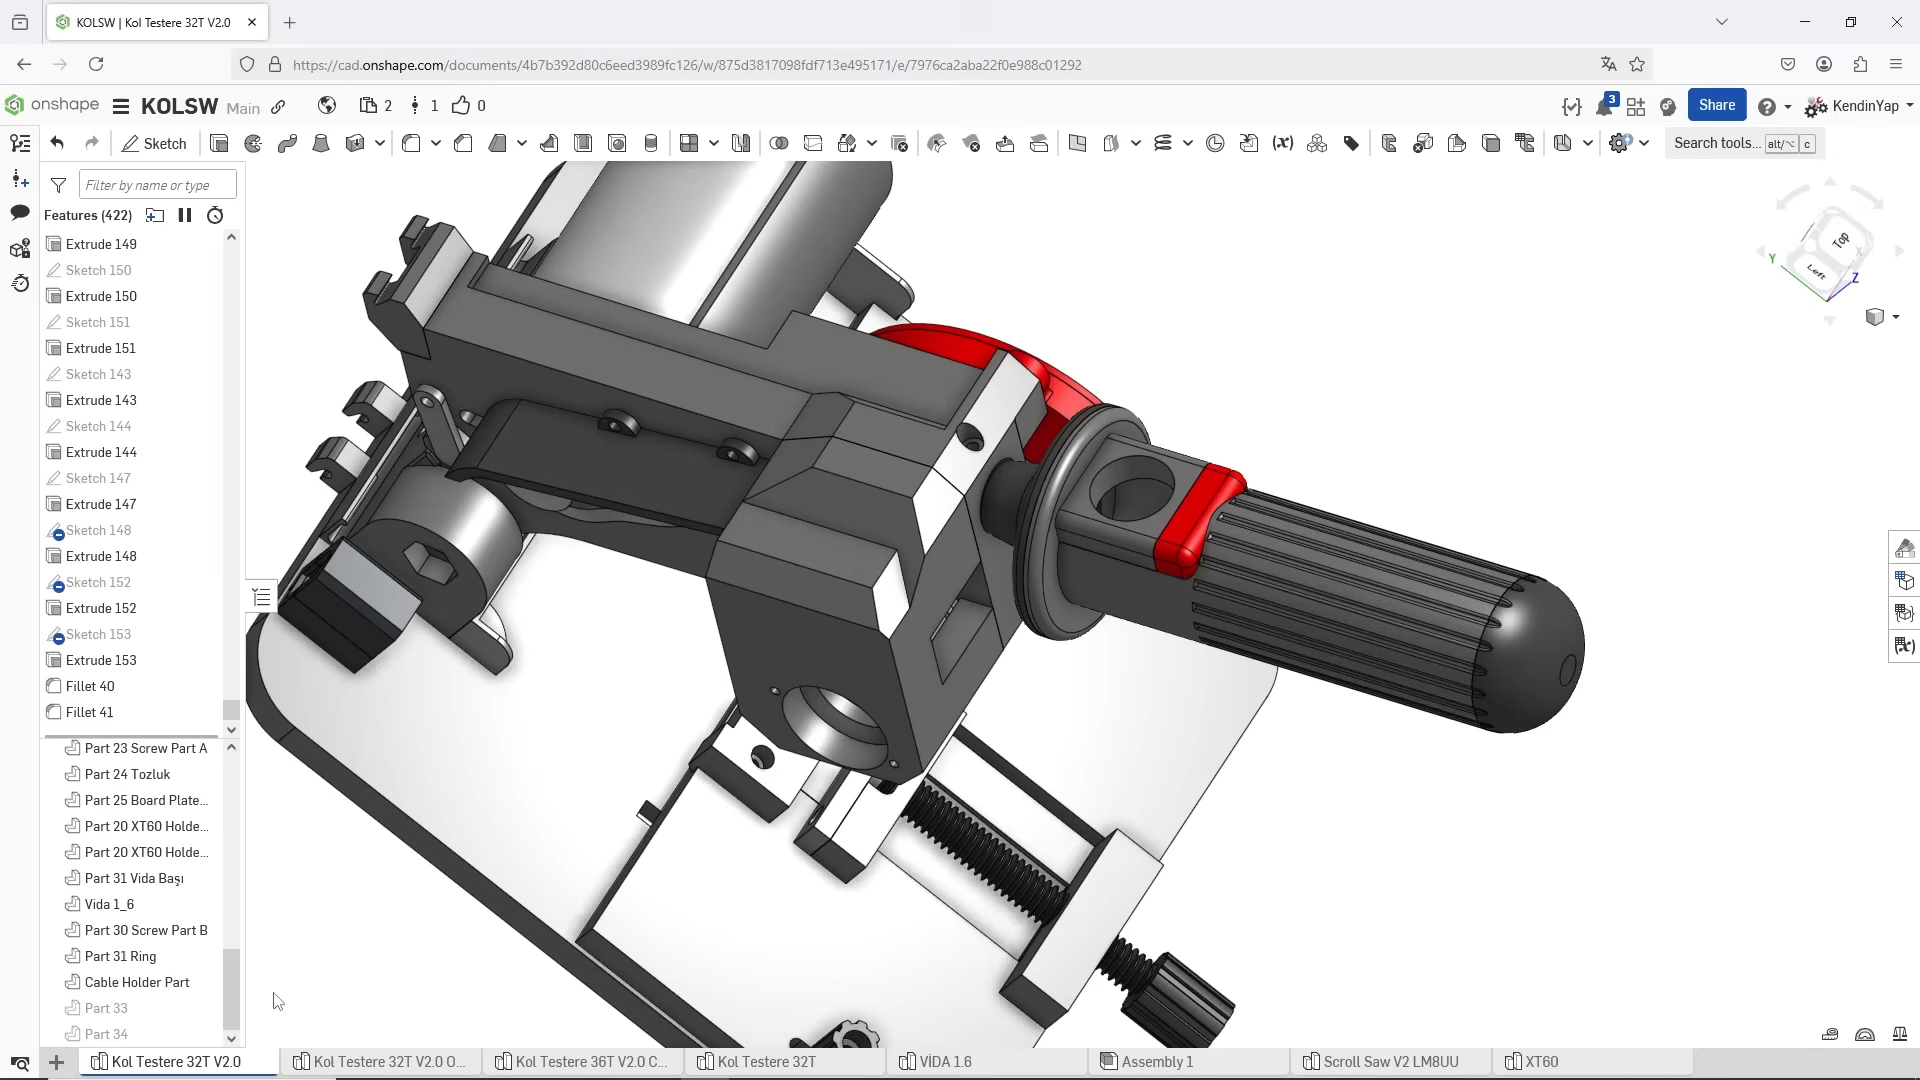 KOLSW | Kol Testere 32T V2.0
https://cad.onshape.com/documents/4b7b392d80c6eed3989fc126/w/875d3817098fdf713e495171/e/7976ca2aba22f0e988c01292
onshape KOLSW Main 2 1 0 3 Share KendinYap
Sketch (x) Search tools... alt/⌥ c
Filter by name or type
Features (422)
Extrude 149
Sketch 150
Extrude 150
Sketch 151
Extrude 151
Sketch 143
Extrude 143
Sketch 144
Extrude 144
Sketch 147
Extrude 147
Sketch 148
Extrude 148
Sketch 152
Extrude 152
Sketch 153
Extrude 153
Fillet 40
Fillet 41
Part 23 Screw Part A
Part 24 Tozluk
Part 25 Board Plate...
Part 20 XT60 Holde...
Part 20 XT60 Holde...
Part 31 Vida Başı
Vida 1_6
Part 30 Screw Part B
Part 31 Ring
Cable Holder Part
Part 33
Part 34
Top
X
Y
Left
Z
(x)
Kol Testere 32T V2.0
Kol Testere 32T V2.0 O...
Kol Testere 36T V2.0 C...
Kol Testere 32T
VİDA 1.6
Assembly 1
Scroll Saw V2 LM8UU
XT60